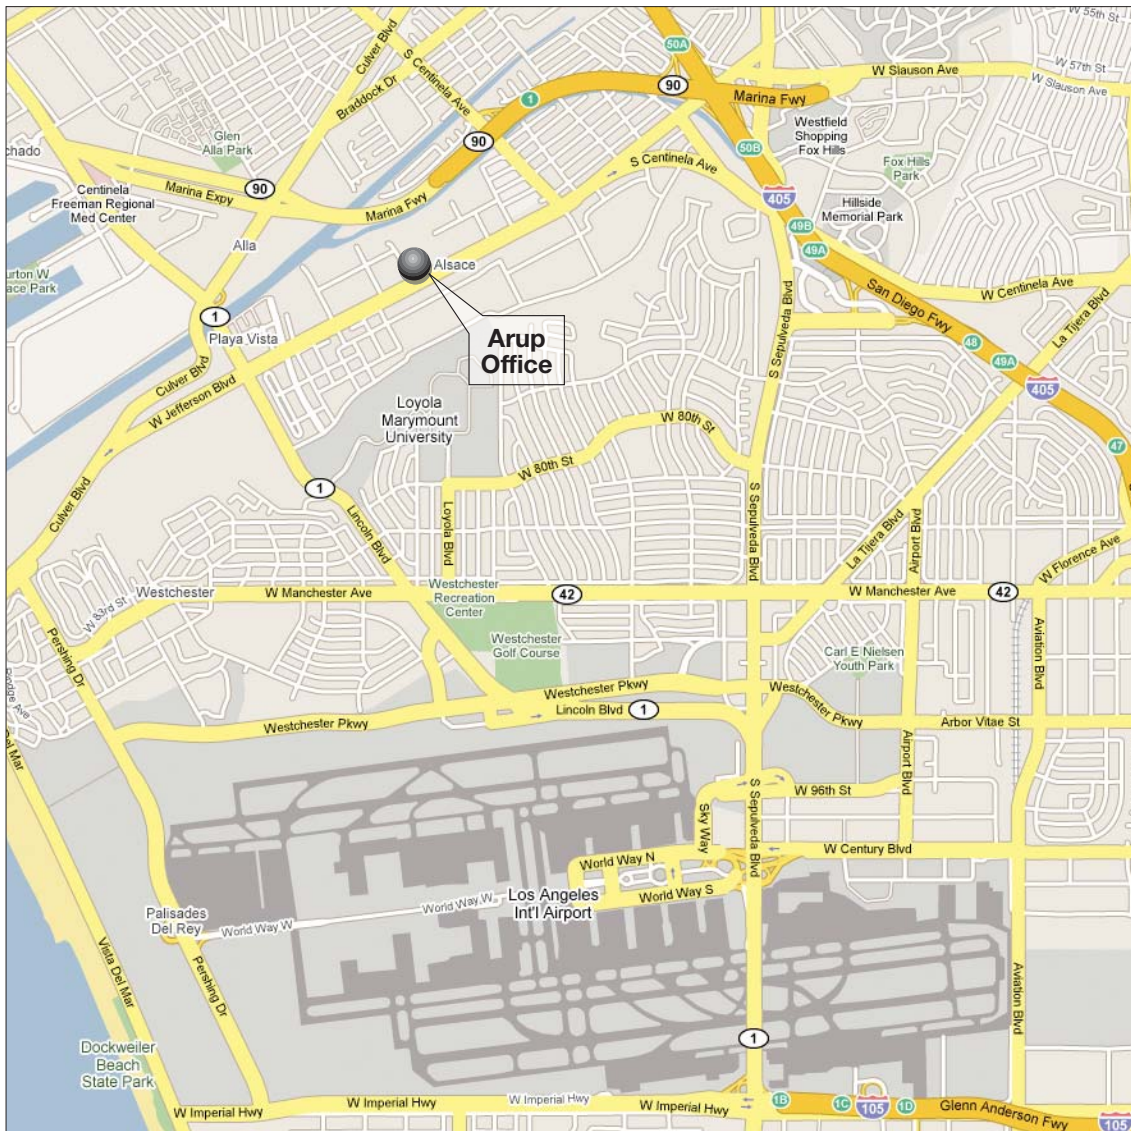 W 55th St
50A
Culver Blvd
S Centinela Ave
W Slauson Ave
W 57th St
W Slauson Ave
Braddock Dr
1
90
Marina Fwy
Westfield
Shopping
Fox Hills
Glen
Alla Park
90
50B
S Centinela Ave
Fox Hills
Park
chado
Marina Expy
90
Centinela
Freeman Regional
Med Center
Marina Fwy
405
Hillside
Memorial Park
49B
49A
Alla
Alsace
urton W
ace Park
San Diego Fwy
W Centinela Ave
La Tijera Blvd
S Sepulveda Blvd
1
Playa Vista
Arup
Office
48
49A
405
Culver Blvd
W Jefferson Blvd
Loyola
Marymount
University
W 80th St
W 80th St
47
1
Culver Blvd
Lincoln Blvd
Loyola Blvd
S Sepulveda Blvd
La Tijera Blvd
Airport Blvd
W Florence Ave
Westchester
W 83rd St
W Manchester Ave
Westchester
Recreation
Center
42
W Manchester Ave
42
Pershing Dr
Westchester
Golf Course
Carl E Nielsen
Youth Park
Aviation Blvd
Westchester Pkwy
Westchester Pkwy
Lincoln Blvd
1
Westchester Pkwy
Westchester Pkwy
Arbor Vitae St
Del Mar
Airport Blvd
S Sepulveda Blvd
W 96th St
Sky Way
W Century Blvd
World Way N
World Way S
Los Angeles
Int'l Airport
World Way W
World Way W
Palisades
Del Rey
Vista Del Mar
Pershing Dr
Aviation Blvd
1
Dockweiler
Beach
State Park
W Imperial Hwy
W Imperial Hwy
W Imperial Hwy
W Imperial Hwy
1B
1C
105
1D
Glenn Anderson Fwy
105